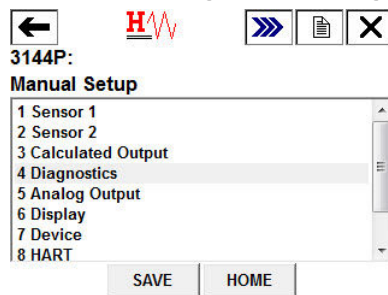 H
3144P:
Manual Setup
1 Sensor 1
2 Sensor 2
3 Calculated Output
4 Diagnostics
5 Analog Output
6 Display
7 Device
8 HART
SAVE HOME